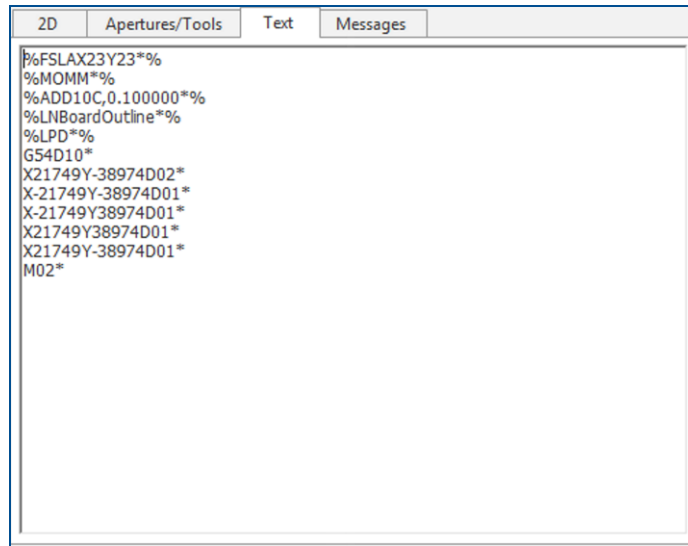 2D Apertures/Tools Text Messages
%FSLAX23Y23*%
%MOMM*%
%ADD10C,0.100000*%
%LNBoardOutline*%
%LPD*%
G54D10*
X21749Y-38974D02*
X-21749Y-38974D01*
X-21749Y38974D01*
X21749Y38974D01*
X21749Y-38974D01*
M02*